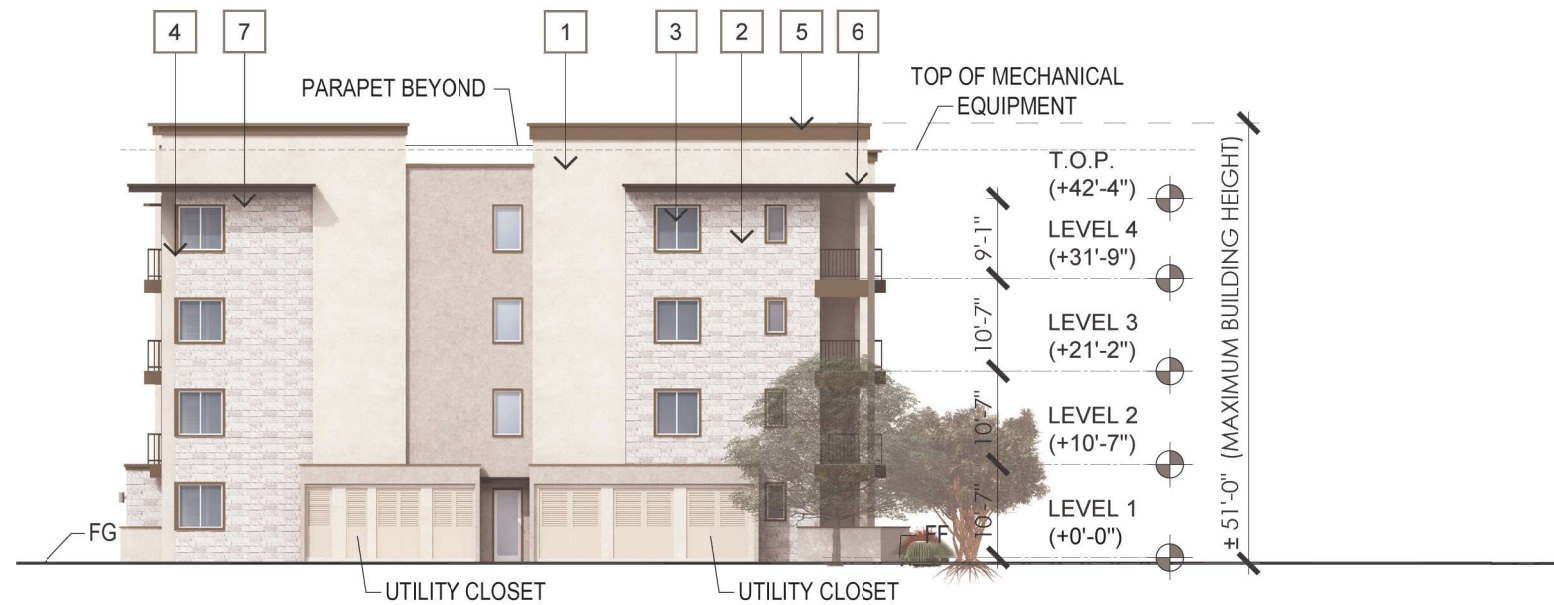 4 7 1 3 2 5 6
PARAPET BEYOND
TOP OF MECHANICAL
EQUIPMENT
T.O.P.
(+42'-4")
9'-1"
LEVEL 4
(+31'-9")
10'-7"
LEVEL 3
(+21'-2")
10'-7"
LEVEL 2
(+10'-7")
10'-7"
LEVEL 1
(+0'-0")
± 51'-0" (MAXIMUM BUILDING HEIGHT)
FG
FF
UTILITY CLOSET
UTILITY CLOSET